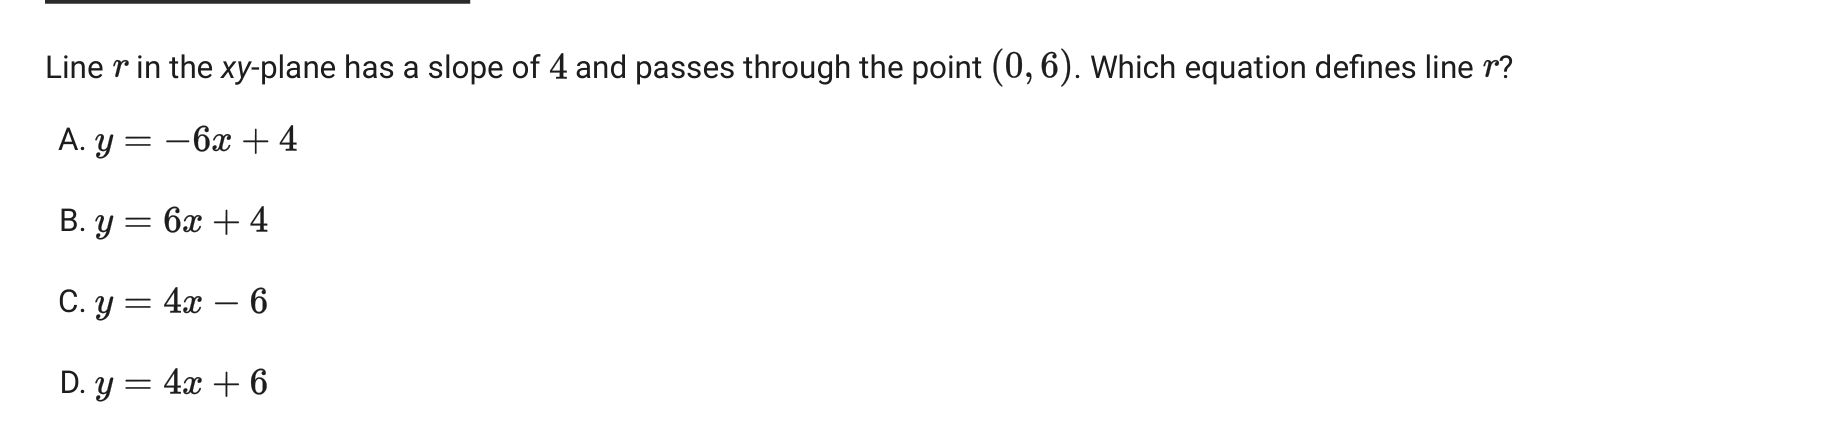 Line r in the xy-plane has a slope of 4 and passes through the point (0, 6). Which equation defines line r?
A. y = −6x + 4
B. y = 6x + 4
C. y = 4x − 6
D. y = 4x + 6